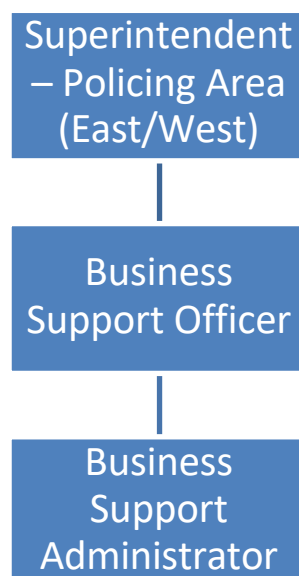 Superintendent
– Policing Area
(East/West)
Business
Support Officer
Business
Support
Administrator